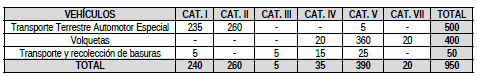 VEHÍCULOS CAT. I CAT. II CAT. III CAT. IV CAT. V CAT. VII TOTAL
Transporte Terrestre Automotor Especial 235 260 - - 5 - 500
Volquetas - - - 20 360 20 400
Transporte y recolección de basuras 5 - 5 15 25 - 50
TOTAL 240 260 5 35 390 20 950